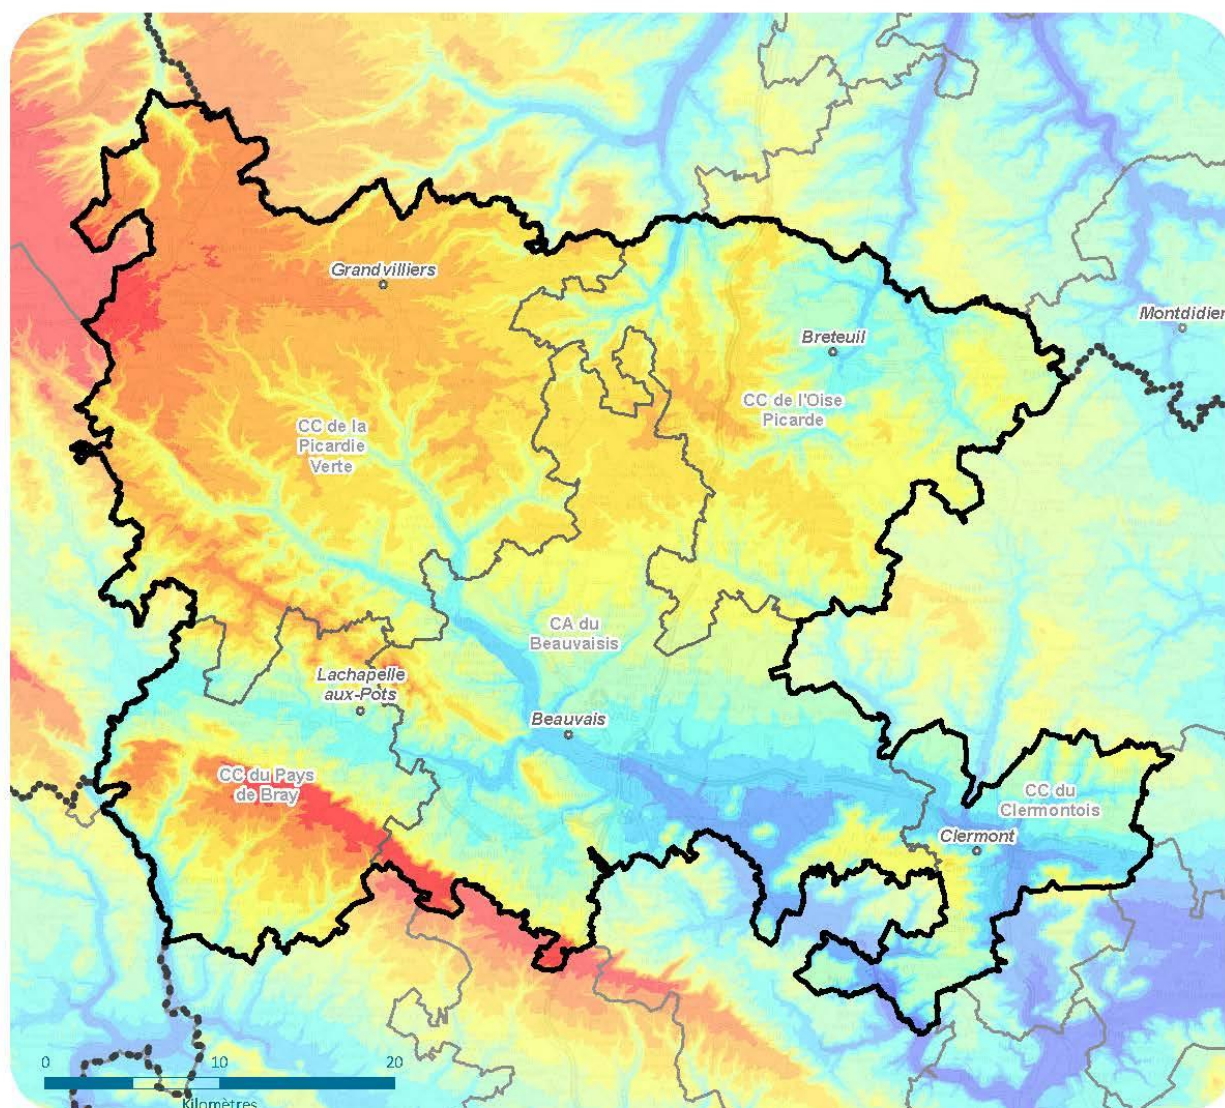 Grandvilliers
Montdidier
Breteuil
CC de l'Oise
Picarde
CC de la
Picardie
Verte
CA du
Beauvaisis
Lachapelle
aux-Pots
Beauvais
CC du Pays
de Bray
CC du
Clermontois
Clermont
0 10 20
Kilomètres